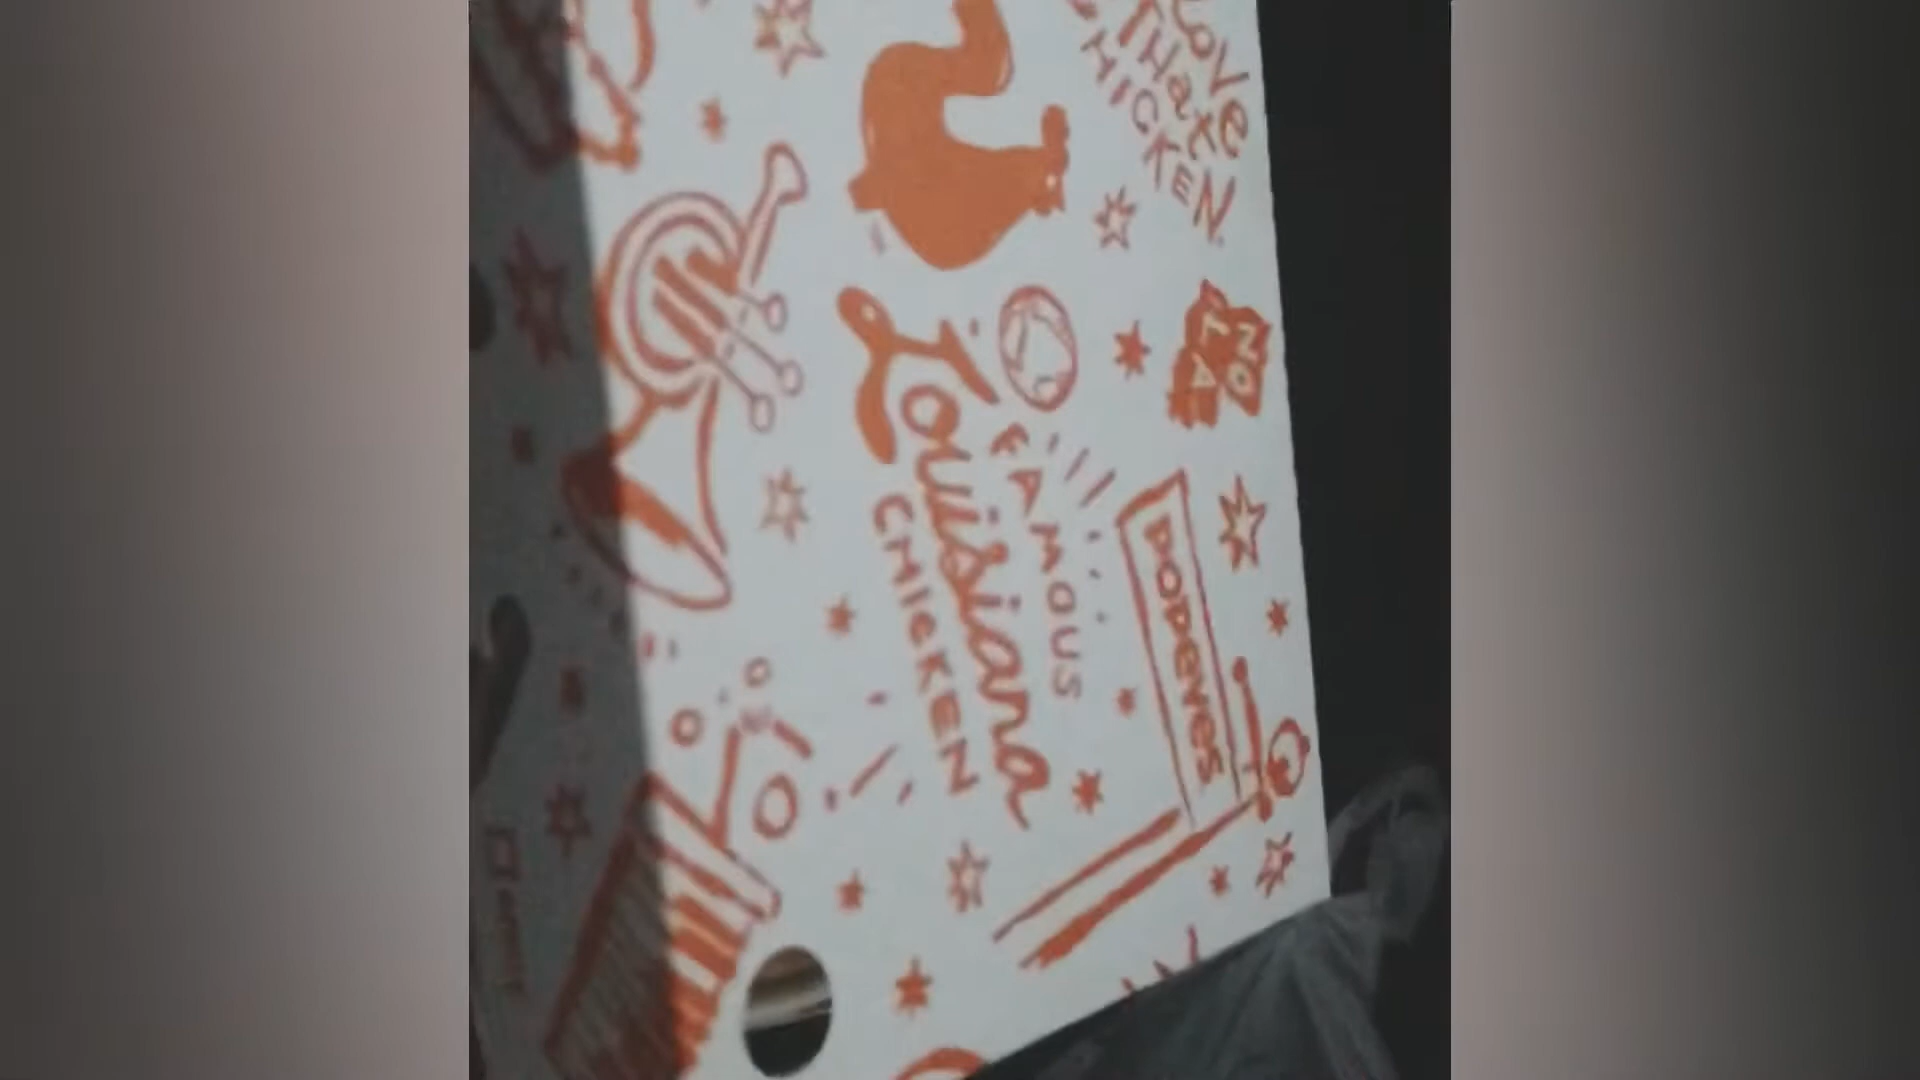 LOVE
THat
CHICKEN.
NO
LA
FAMOUS
Louisiana
CHICKEN
POPEYES